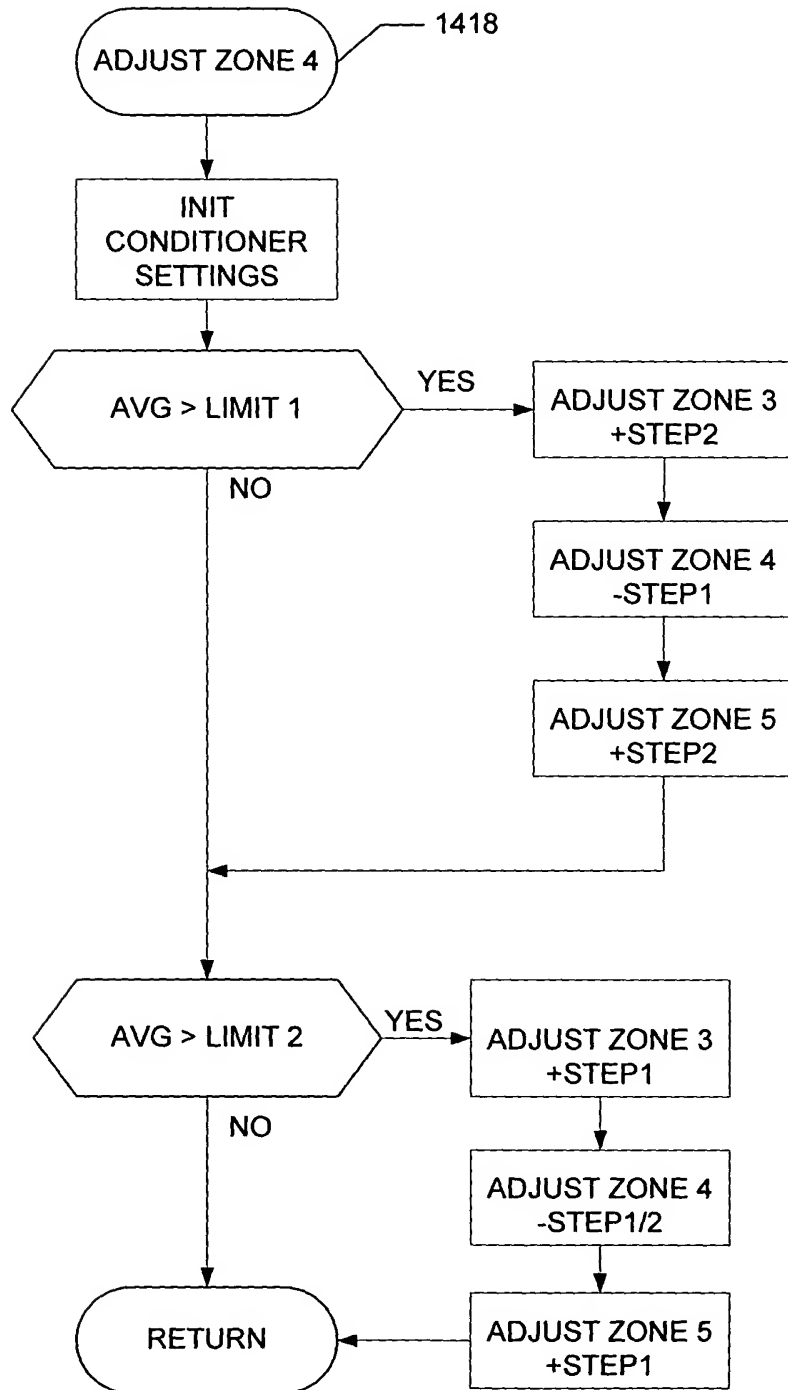 ADJUST ZONE 4
1418
INIT
CONDITIONER
SETTINGS
AVG > LIMIT 1
YES
NO
ADJUST ZONE 3
+STEP2
ADJUST ZONE 4
-STEP1
ADJUST ZONE 5
+STEP2
AVG > LIMIT 2
YES
NO
ADJUST ZONE 3
+STEP1
ADJUST ZONE 4
-STEP1/2
ADJUST ZONE 5
+STEP1
RETURN